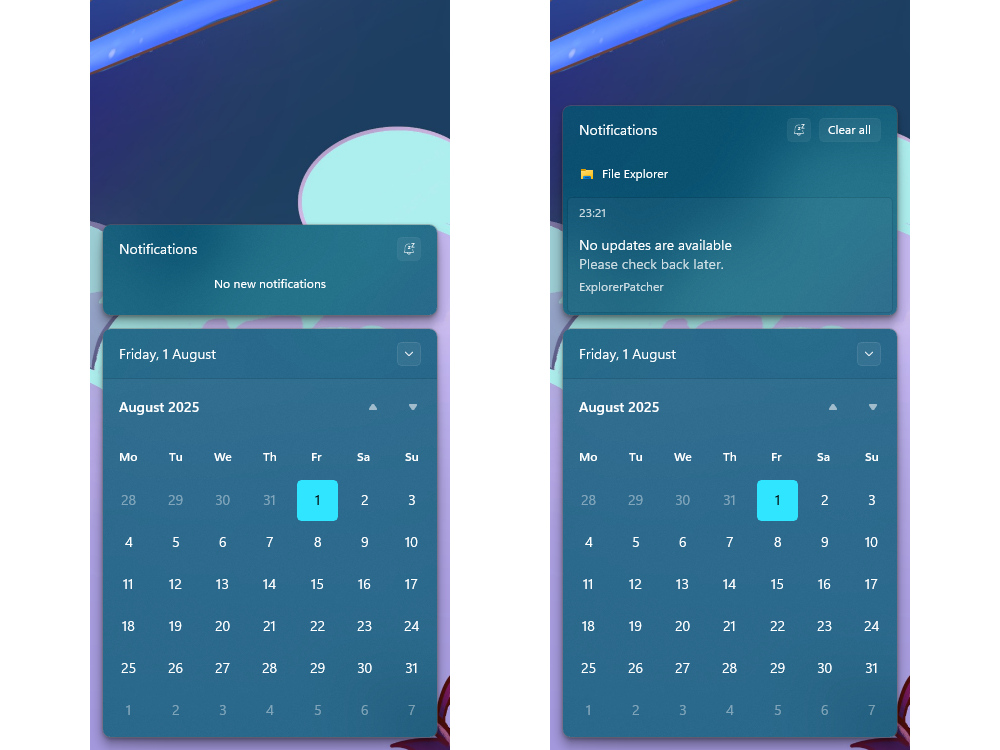 Notifications
No new notifications
Friday, 1 August
August 2025
Mo Tu We Th Fr Sa Su
28 29 30 31 1 2 3
4 5 6 7 8 9 10
11 12 13 14 15 16 17
18 19 20 21 22 23 24
25 26 27 28 29 30 31
1 2 3 4 5 6 7
Notifications Clear all
File Explorer
23:21
No updates are available
Please check back later.
ExplorerPatcher
Friday, 1 August
August 2025
Mo Tu We Th Fr Sa Su
28 29 30 31 1 2 3
4 5 6 7 8 9 10
11 12 13 14 15 16 17
18 19 20 21 22 23 24
25 26 27 28 29 30 31
1 2 3 4 5 6 7